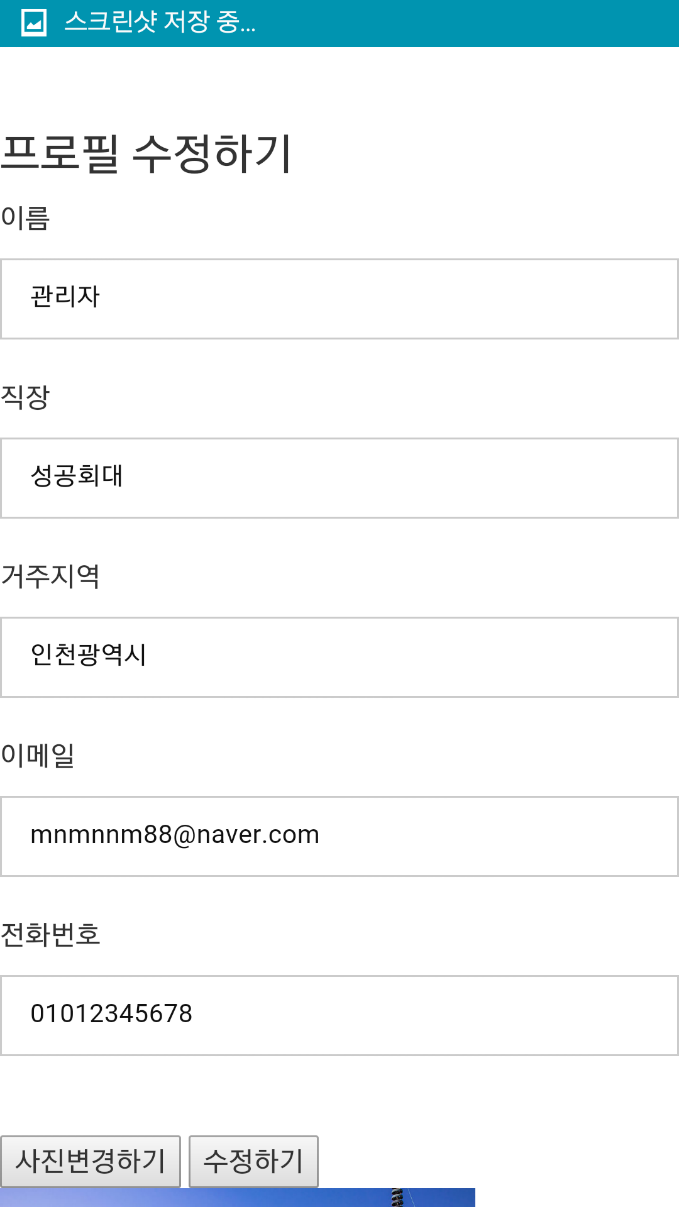 스크린샷 저장 중...
프로필 수정하기
이름
관리자
직장
성공회대
거주지역
인천광역시
이메일
mnmnnm88@naver.com
전화번호
01012345678
사진변경하기 수정하기